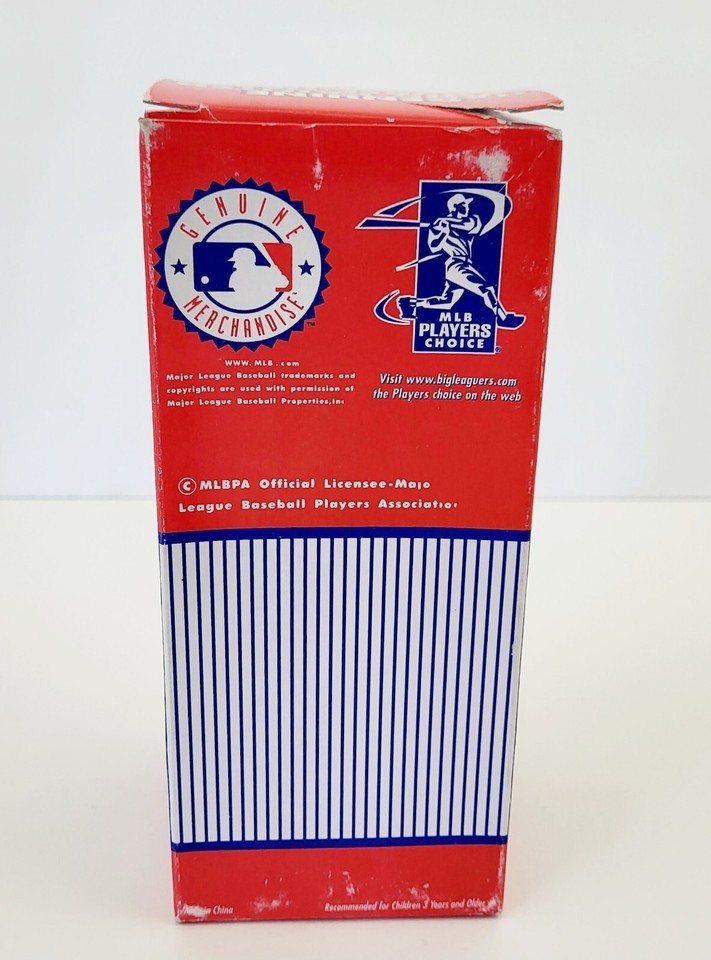 GENUINE
MERCHANDISE
™
MLB
PLAYERS
CHOICE
®
WWW.MLB.com
Major League Baseball trademarks and
copyrights are used with permission of
Major League Baseball Properties,Inc
Visit www.bigleaguers.com
the Players choice on the web
© MLBPA Official Licensee-Majo
League Baseball Players Association
in China
Recommended for Children 3 Years and Older